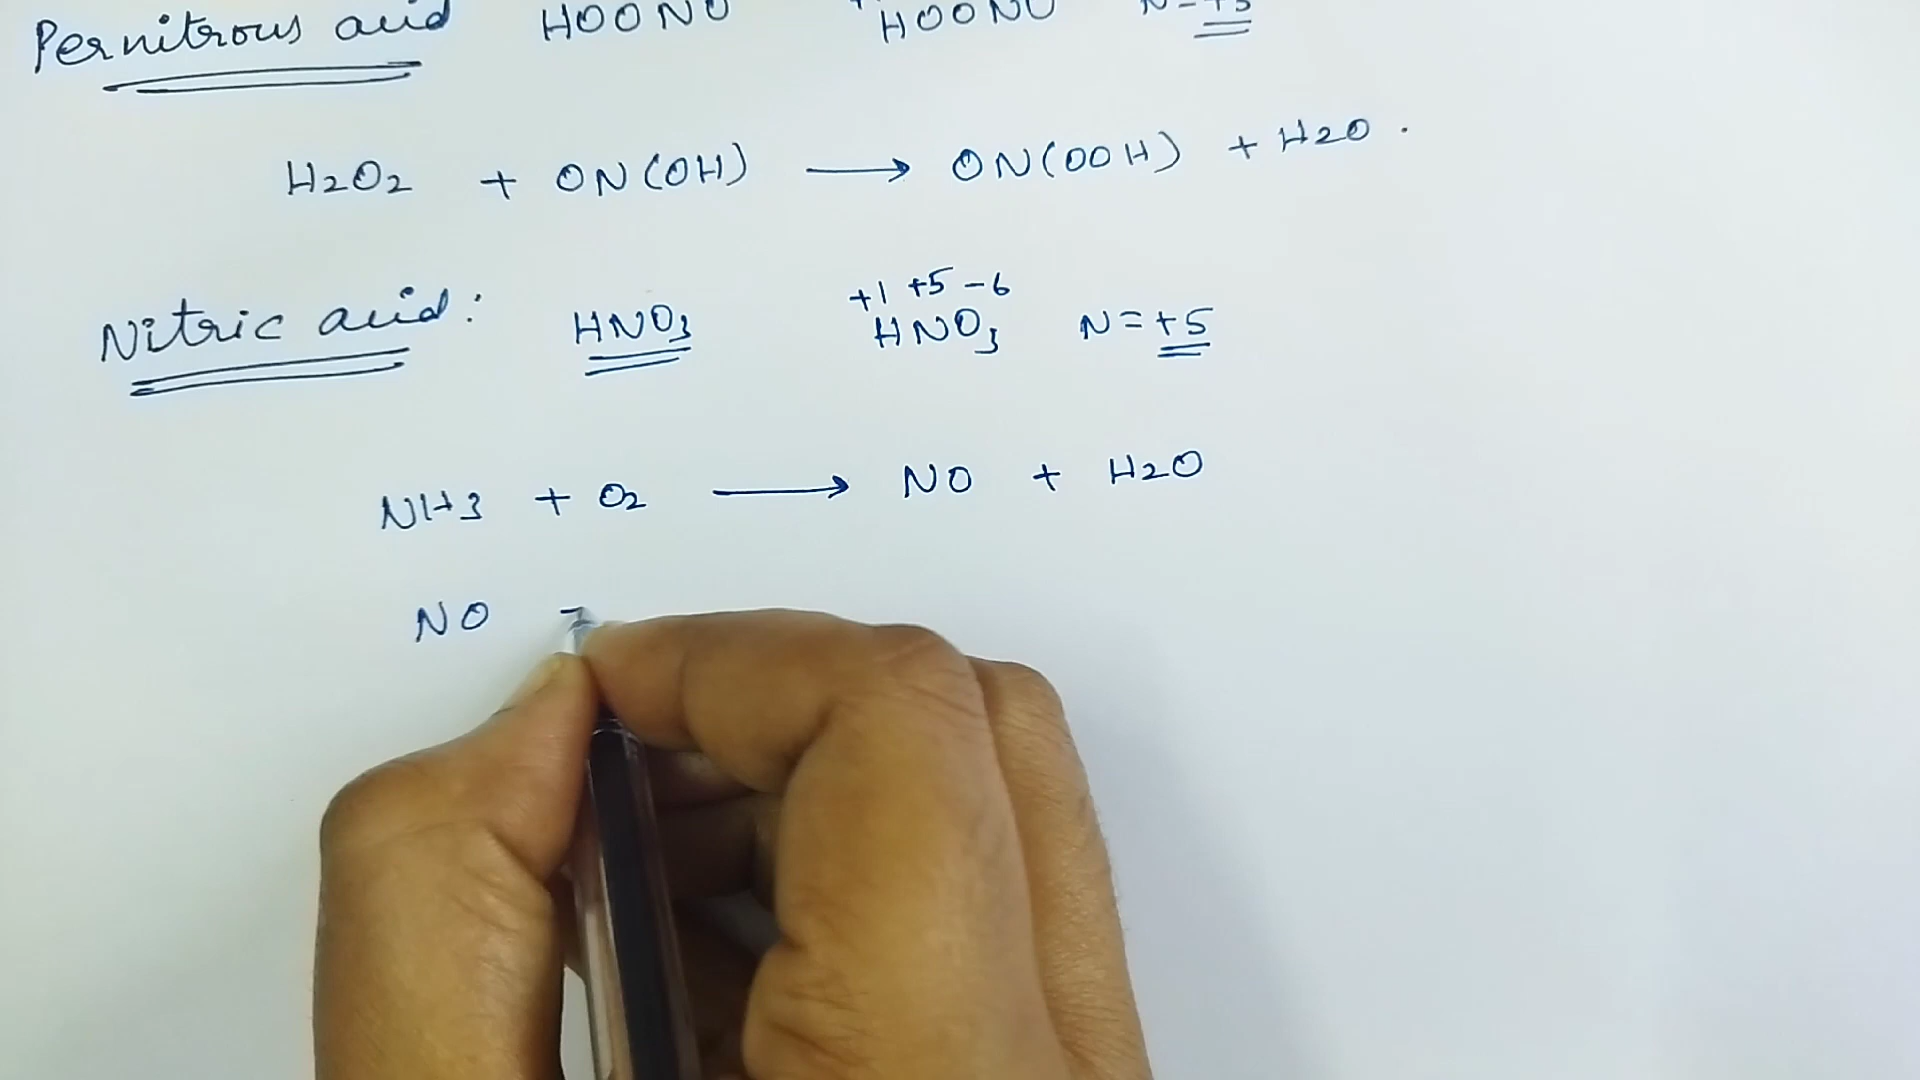 Pernitrous acid HOONO HOONO N=+3
H2O2 + ON(OH) → ON(OOH) + H2O.
+1 +5 -6
Nitric acid: HNO3 HNO3 N=+5
NH3 + O2 → NO + H2O
NO